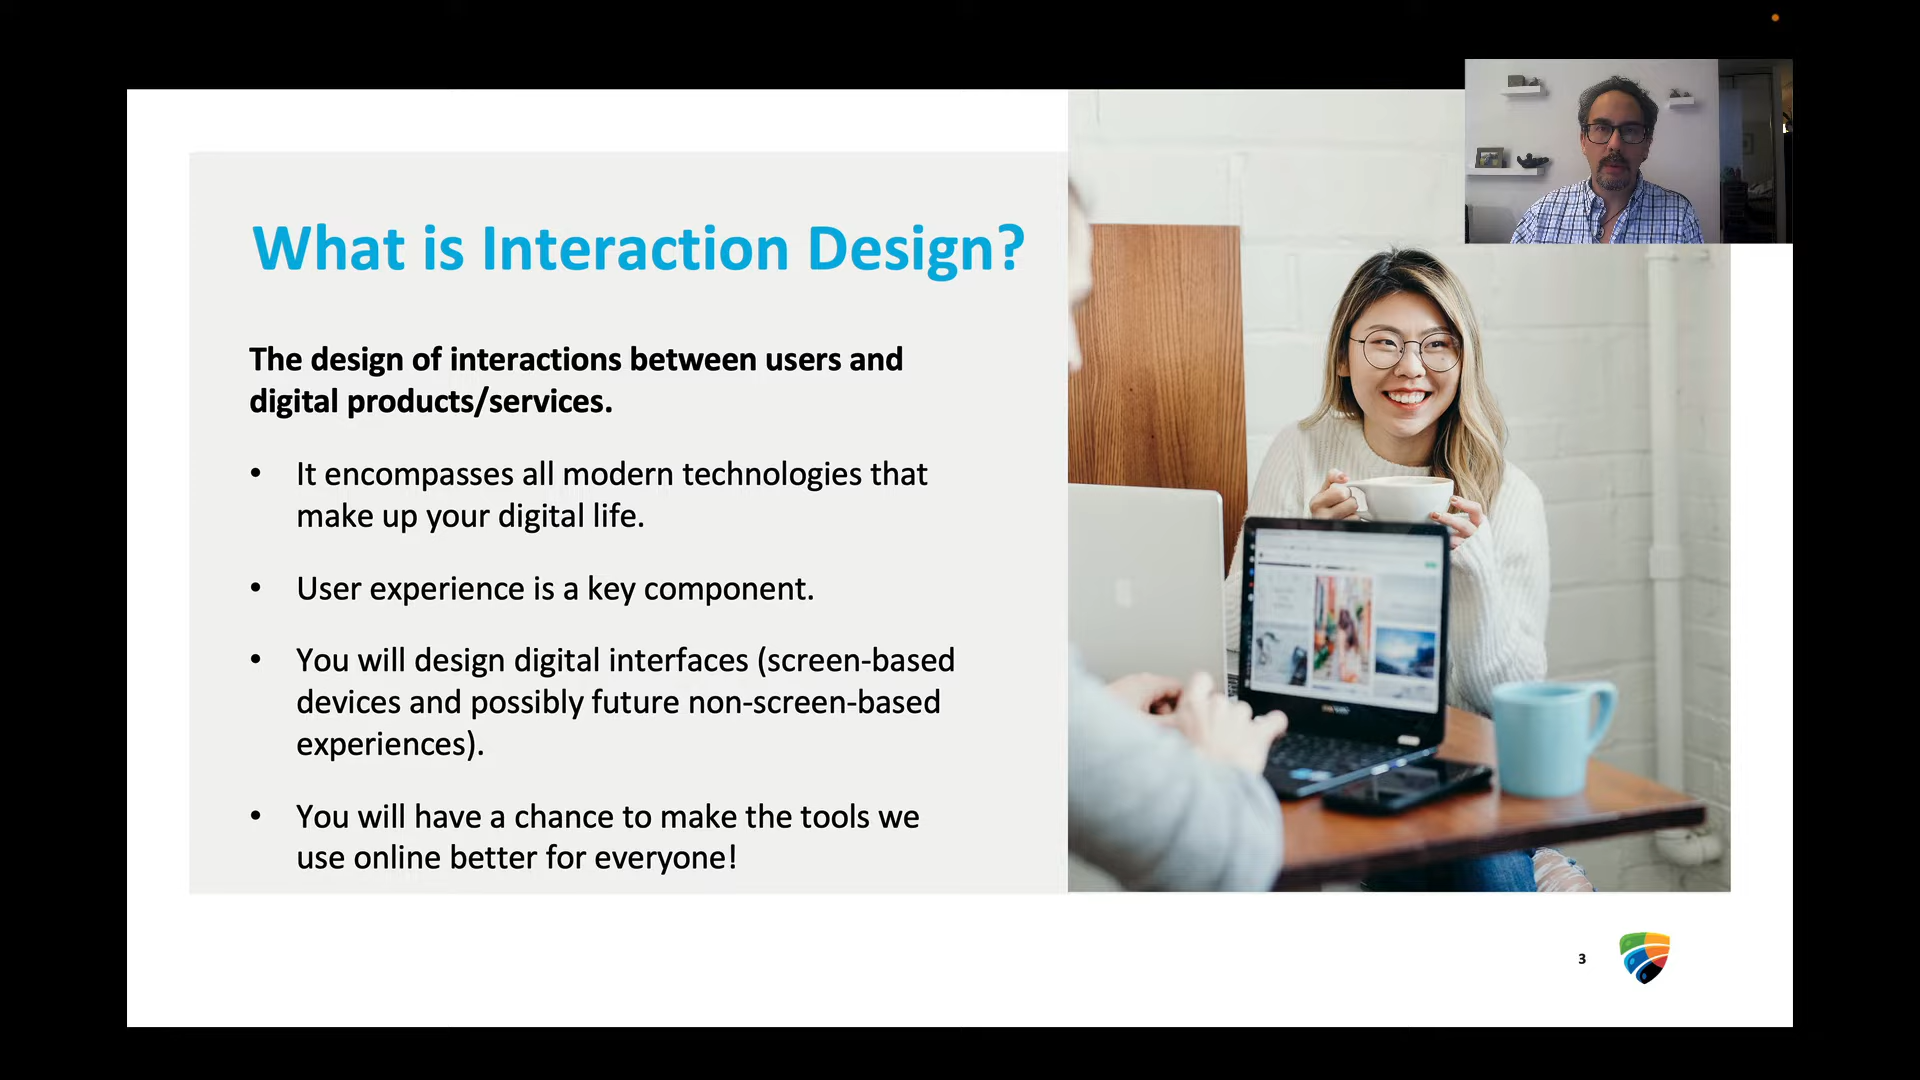 What is Interaction Design?
The design of interactions between users and
digital products/services.
• It encompasses all modern technologies that
make up your digital life.
• User experience is a key component.
• You will design digital interfaces (screen-based
devices and possibly future non-screen-based
experiences).
• You will have a chance to make the tools we
use online better for everyone!
3